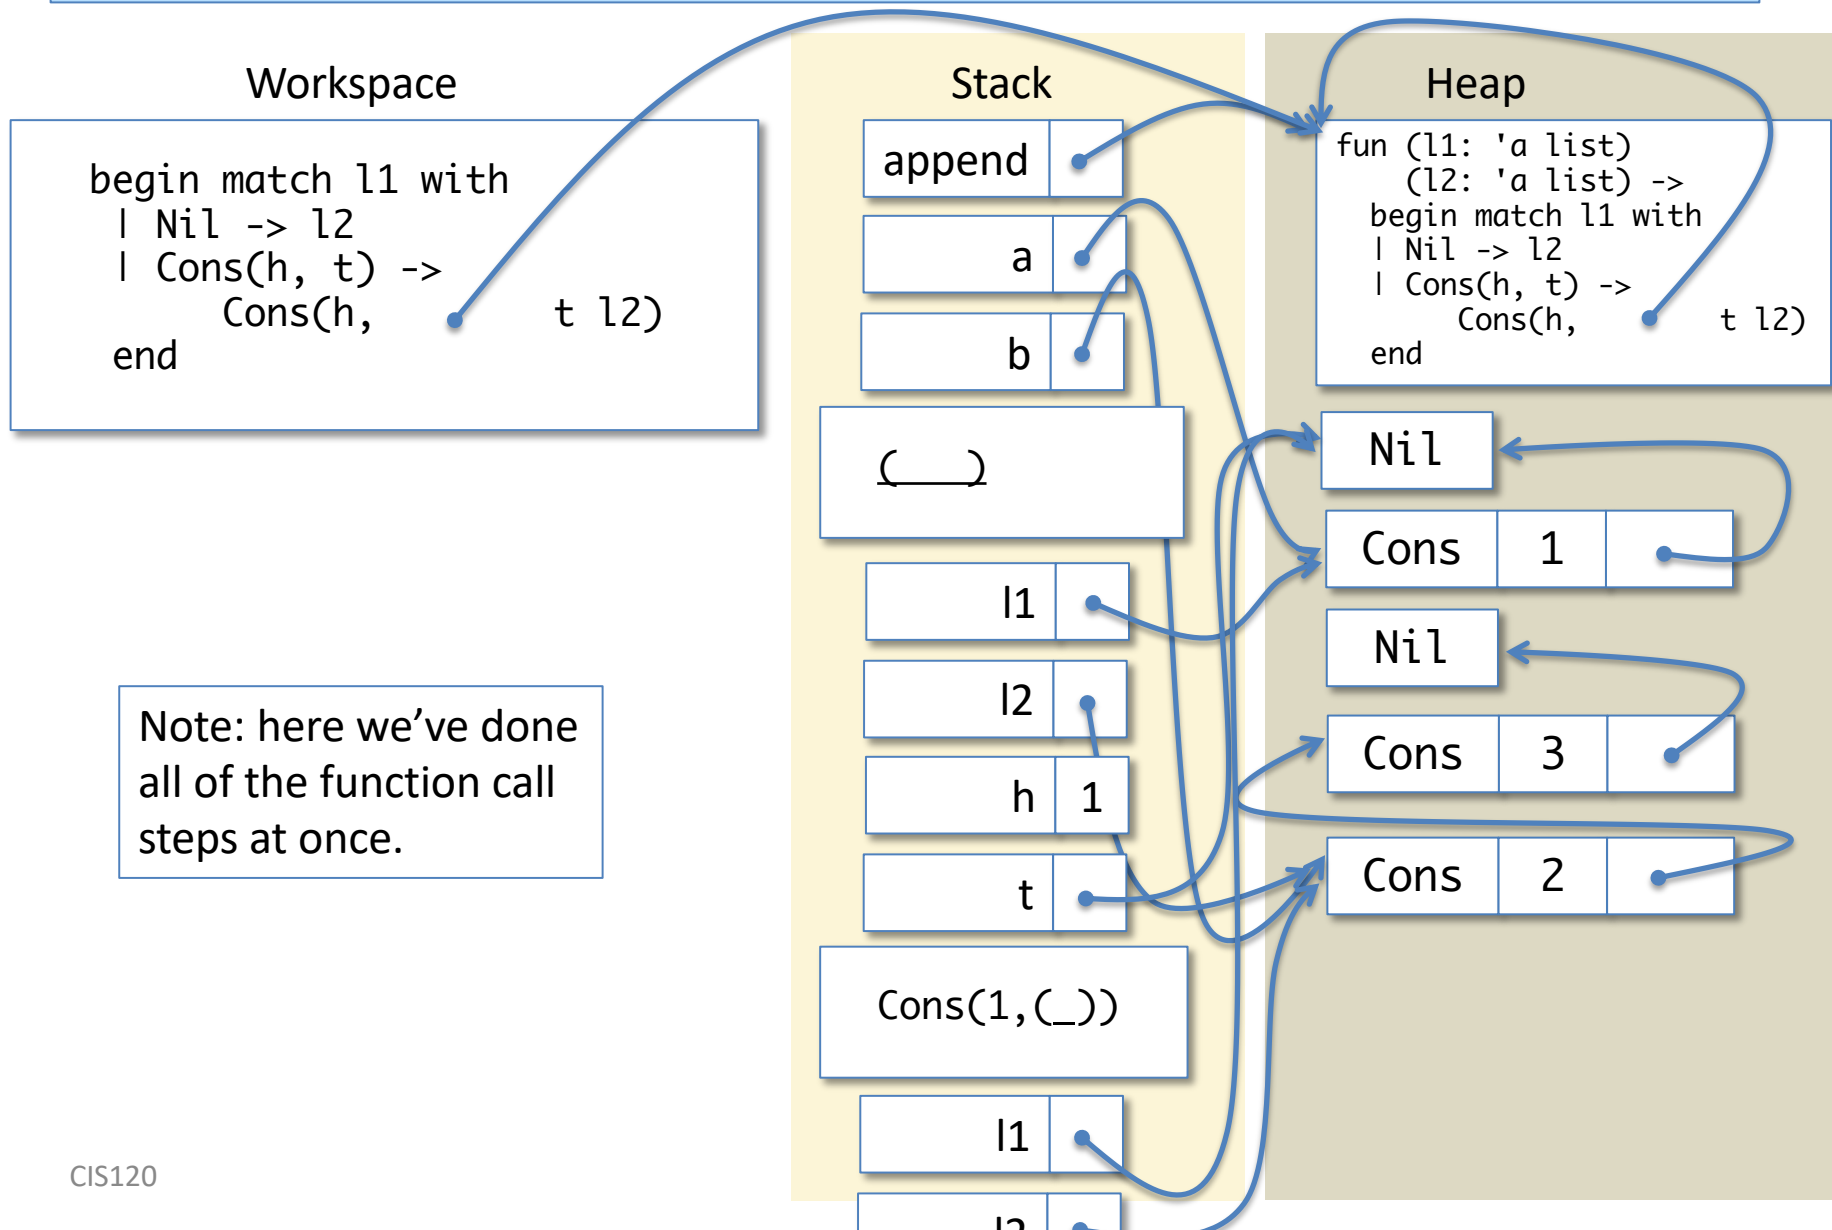 Workspace
begin match l1 with
| Nil -> l2
| Cons(h, t) ->
Cons(h, t l2)
end
Note: here we’ve done
all of the function call
steps at once.
CIS120
Stack
append
a
b
(___)
l1
l2
h 1
t
Cons(1,(_))
l1
l2
Heap
fun (l1: 'a list)
(l2: 'a list) ->
begin match l1 with
| Nil -> l2
| Cons(h, t) ->
Cons(h, t l2)
end
Nil
Cons 1
Nil
Cons 3
Cons 2